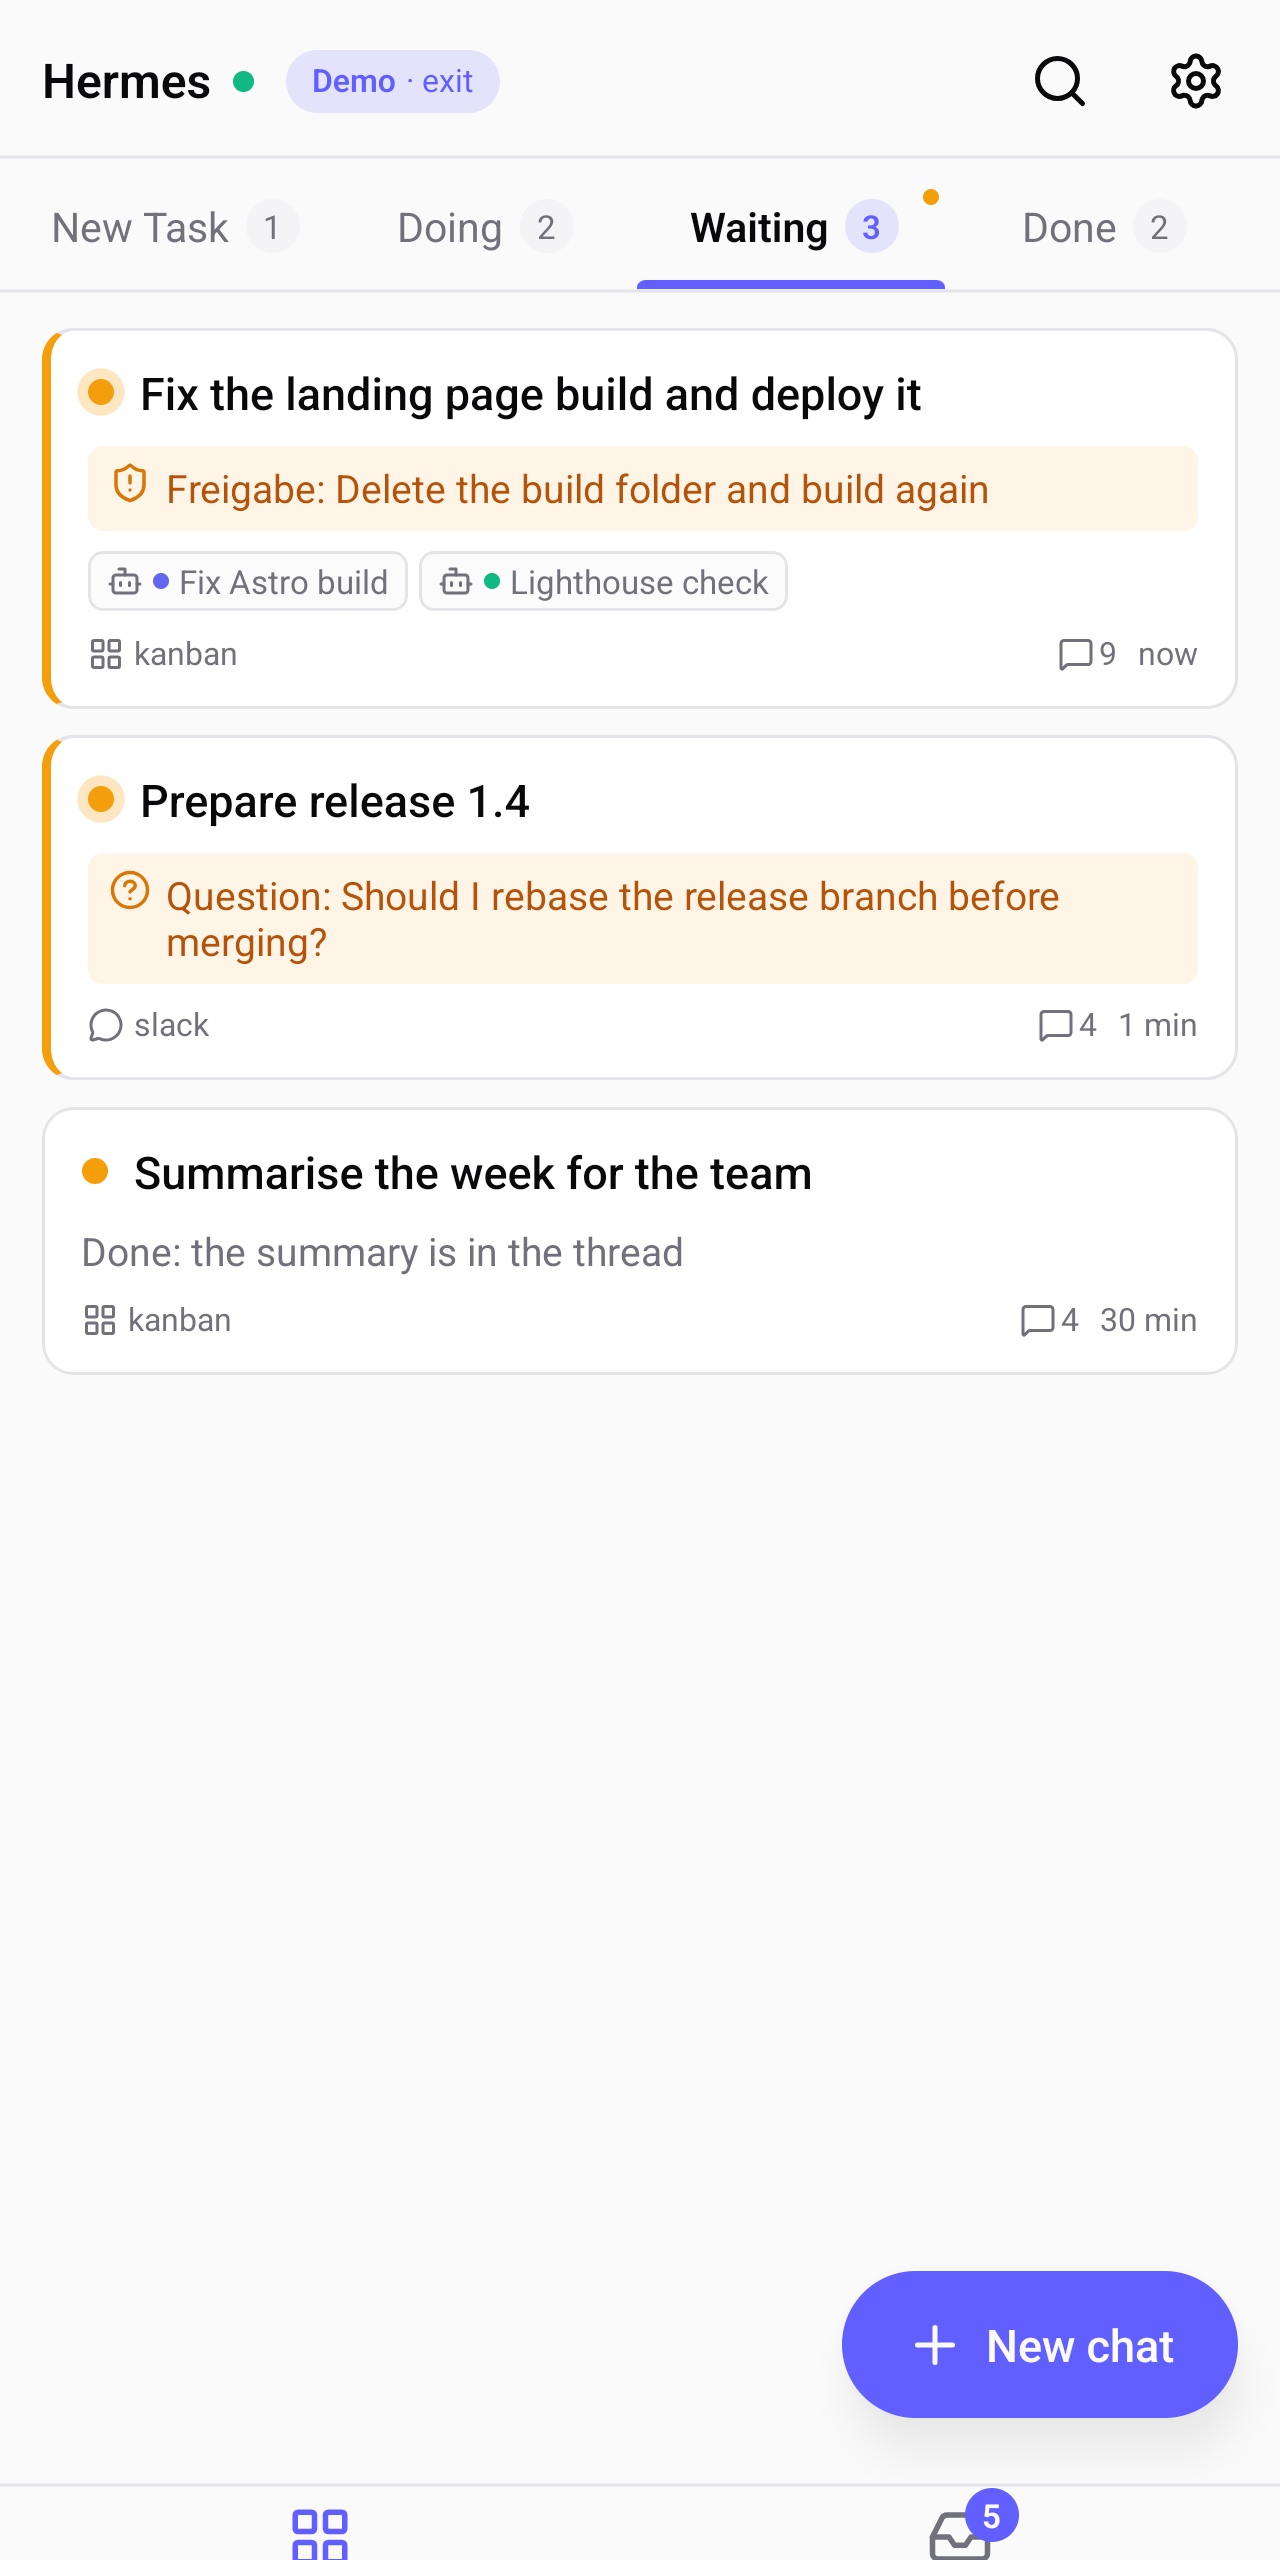 Hermes
Demo · exit
New Task 1
Doing 2
Waiting 3
Done 2
Fix the landing page build and deploy it
Freigabe: Delete the build folder and build again
Fix Astro build
Lighthouse check
kanban
9 now
Prepare release 1.4
Question: Should I rebase the release branch before
merging?
slack
4 1 min
Summarise the week for the team
Done: the summary is in the thread
kanban
4 30 min
New chat
5